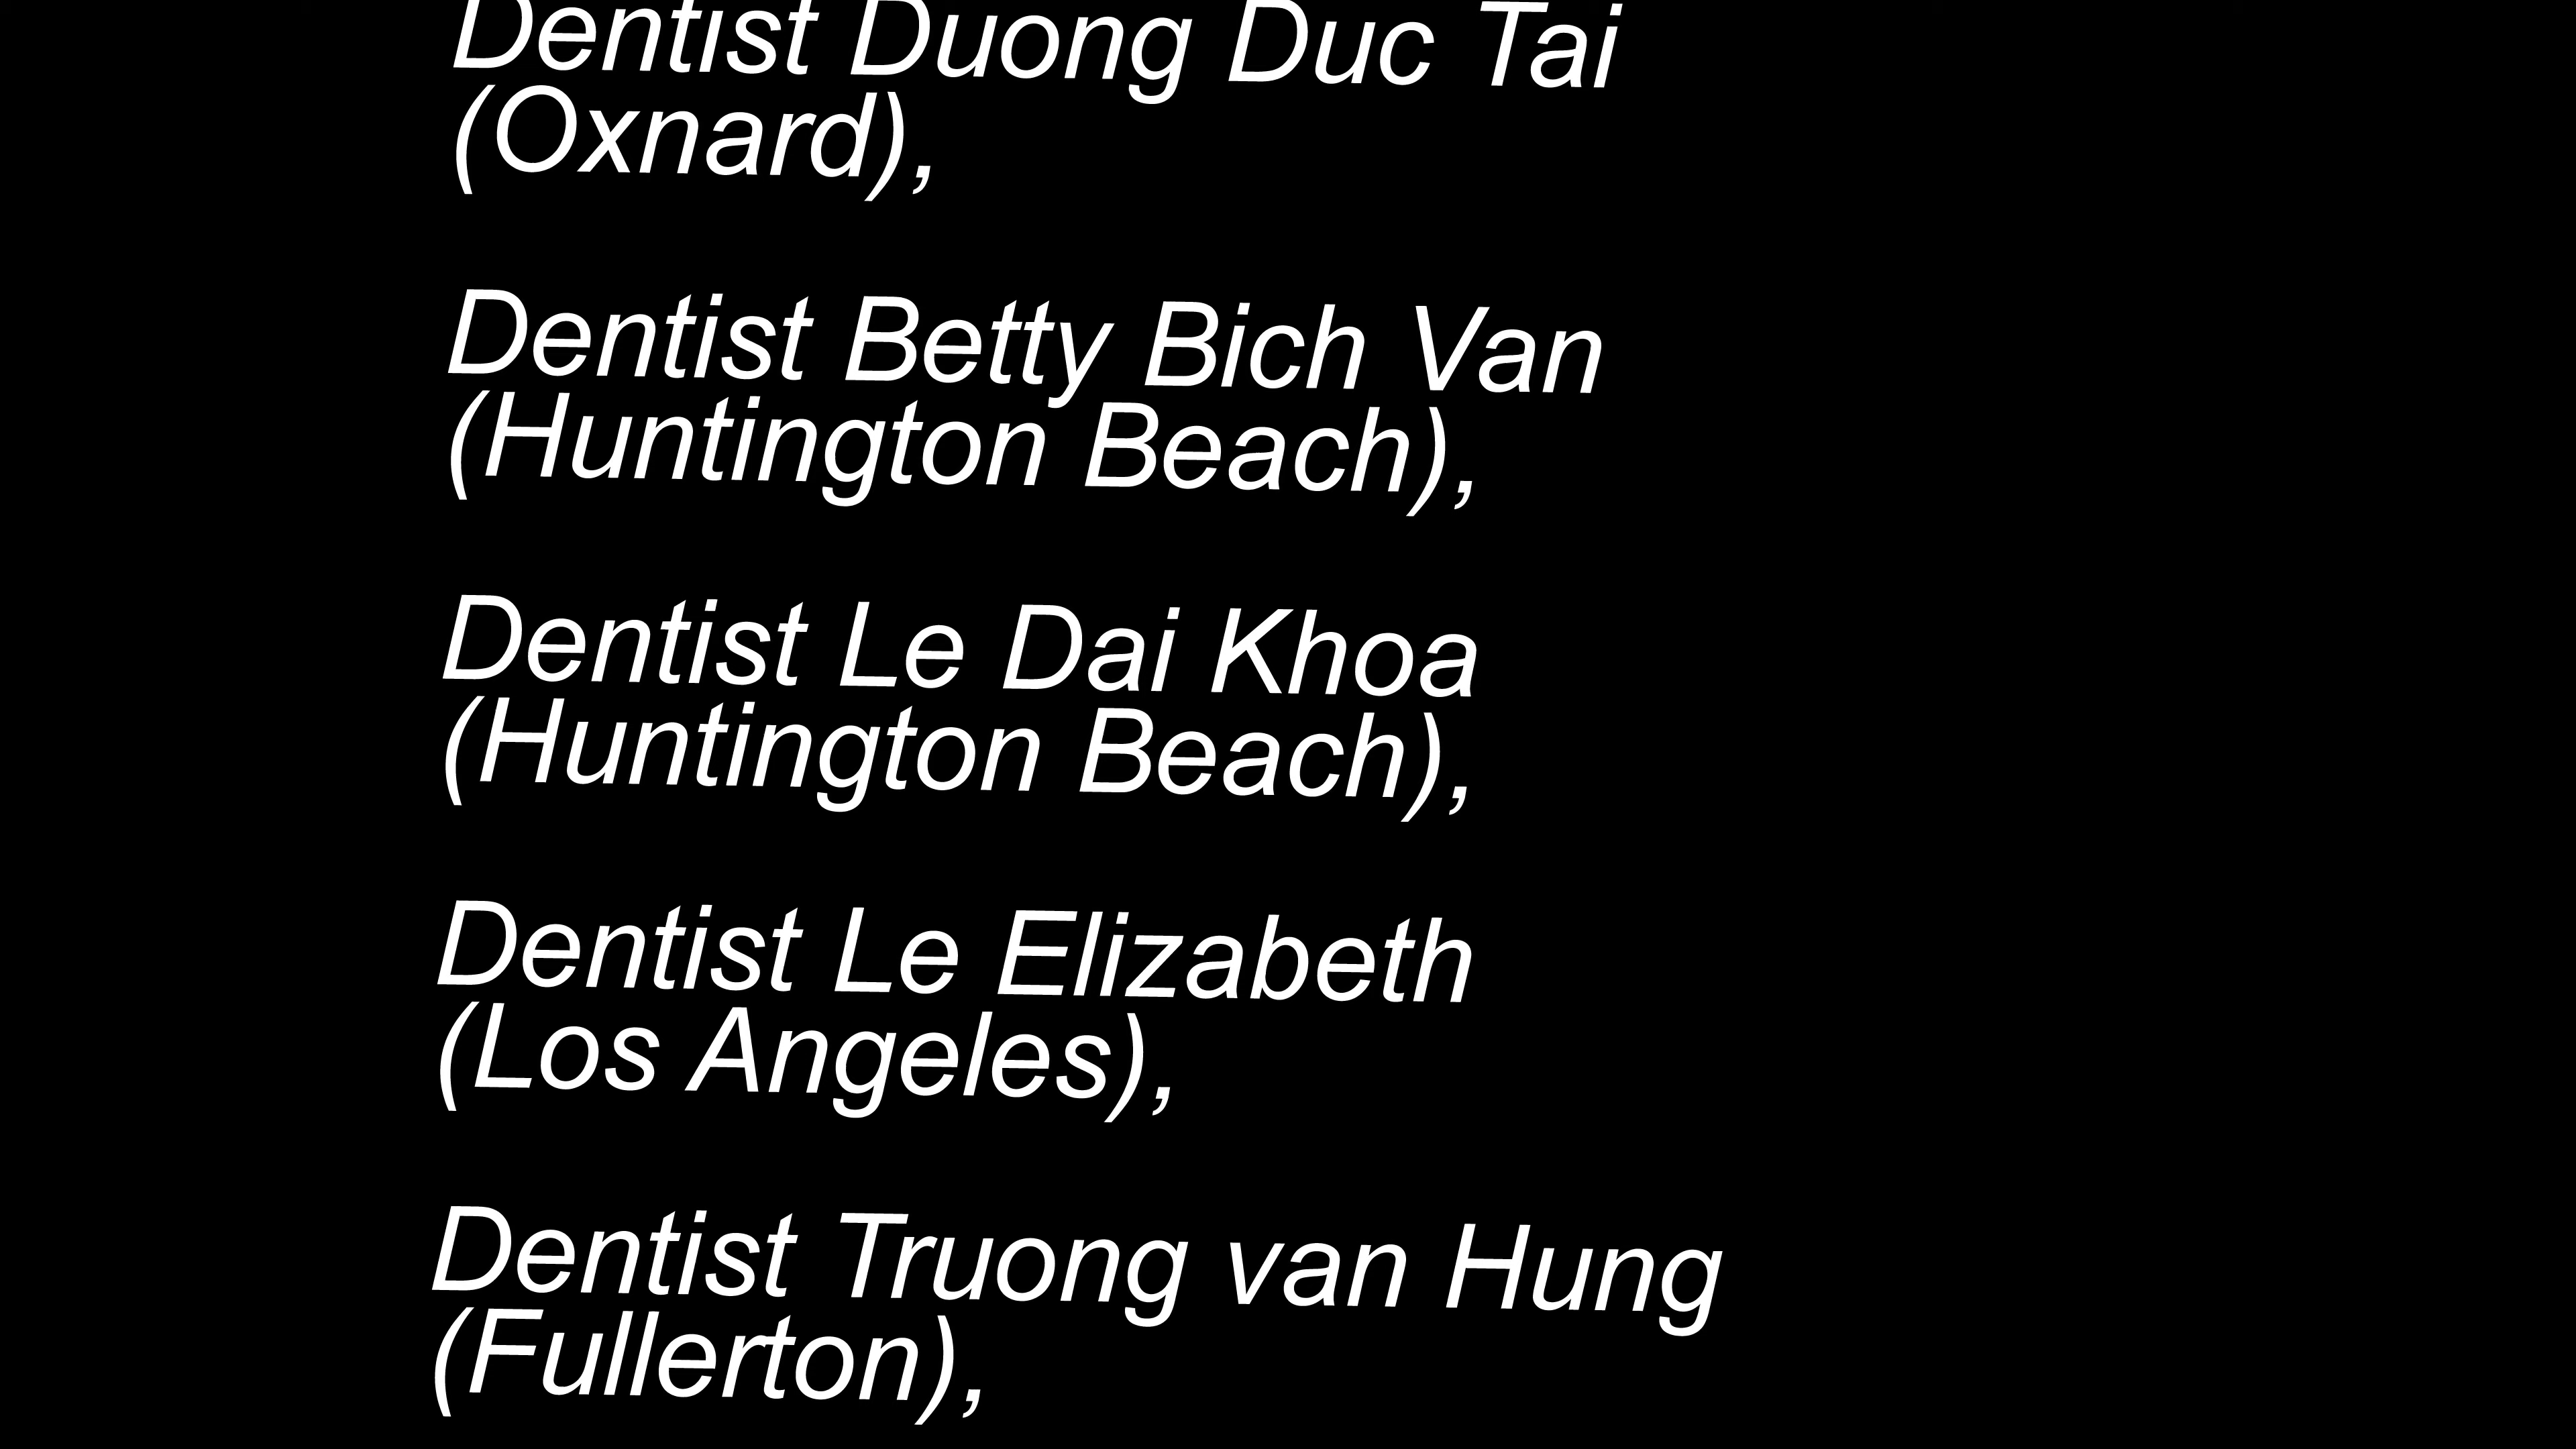 Dentist Duong Duc Tai
(Oxnard),
Dentist Betty Bich Van
(Huntington Beach),
Dentist Le Dai Khoa
(Huntington Beach),
Dentist Le Elizabeth
(Los Angeles),
Dentist Truong van Hung
(Fullerton),